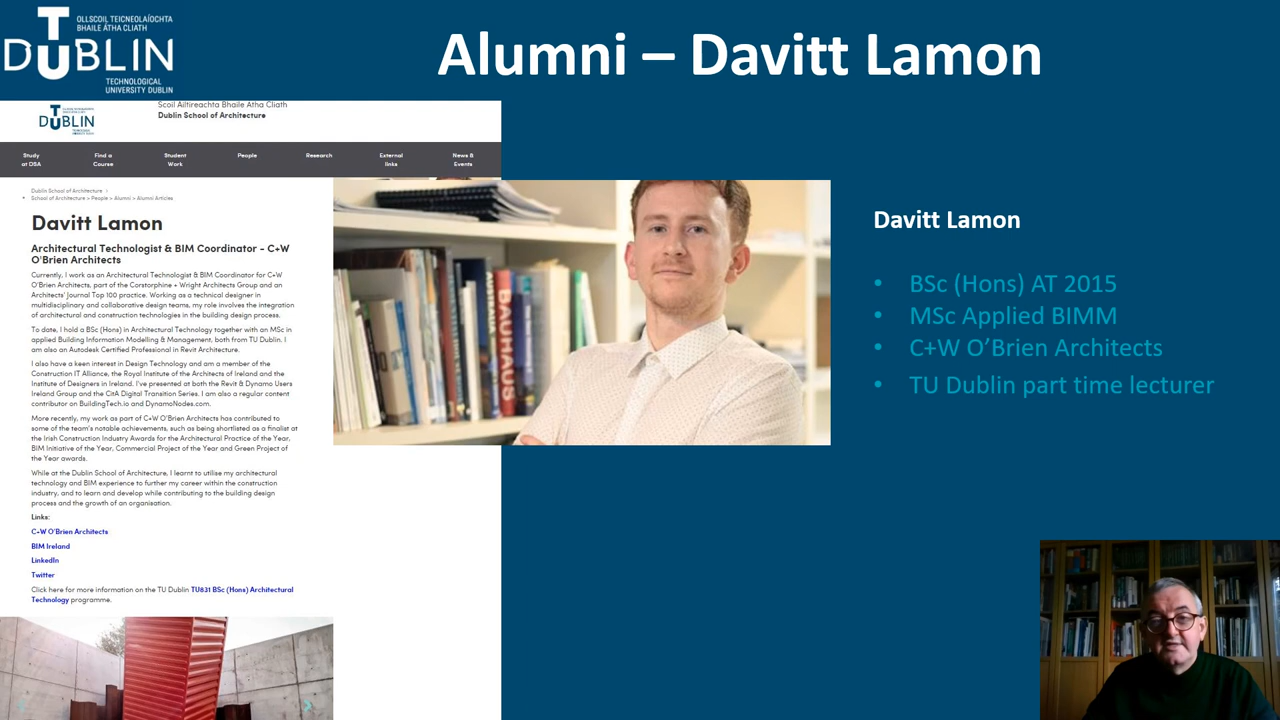 OLLSCOIL TEICNEOLAÍOCHTA
BHAILE ÁTHA CLIATH
TU DUBLIN
TECHNOLOGICAL
UNIVERSITY DUBLIN
Alumni – Davitt Lamon
TU DUBLIN
Scoil Ailtireachta Bhaile Atha Cliath
Dublin School of Architecture
Study at DSA
Find a Course
Student Work
People
Research
External links
News & Events
Dublin School of Architecture >
School of Architecture > People > Alumni > Alumni Articles
Davitt Lamon
Architectural Technologist & BIM Coordinator - C+W
O'Brien Architects
Currently, I work as an Architectural Technologist & BIM Coordinator for C+W
O'Brien Architects, part of the Corstorphine + Wright Architects Group and an
Architects' Journal Top 100 practice. Working as a technical designer in
multidisciplinary and collaborative design teams, my role involves the integration
of architectural and construction technologies in the building design process.
To date, I hold a BSc (Hons) in Architectural Technology together with an MSc in
applied Building Information Modelling & Management, both from TU Dublin. I
am also an Autodesk Certified Professional in Revit Architecture.
I also have a keen interest in Design Technology and am a member of the
Construction IT Alliance, the Royal Institute of the Architects of Ireland and the
Institute of Designers in Ireland. I've presented at both the Revit & Dynamo Users
Ireland Group and the CitA Digital Transition Series. I am also a regular content
contributor on BuildingTech.io and DynamoNodes.com.
More recently, my work as part of C+W O'Brien Architects has contributed to
some of the team's notable achievements, such as being shortlisted as a finalist at
the Irish Construction Industry Awards for the Architectural Practice of the Year,
BIM Initiative of the Year, Commercial Project of the Year and Green Project of
the Year awards.
While at the Dublin School of Architecture, I learnt to utilise my architectural
technology and BIM experience to further my career within the construction
industry, and to learn and develop while contributing to the building design
process and the growth of an organisation.
Links:
C+W O'Brien Architects
BIM Ireland
LinkedIn
Twitter
Click here for more information on the TU Dublin TU831 BSc (Hons) Architectural
Technology programme.
BAUHAUS
Davitt Lamon
• BSc (Hons) AT 2015
• MSc Applied BIMM
• C+W O'Brien Architects
• TU Dublin part time lecturer